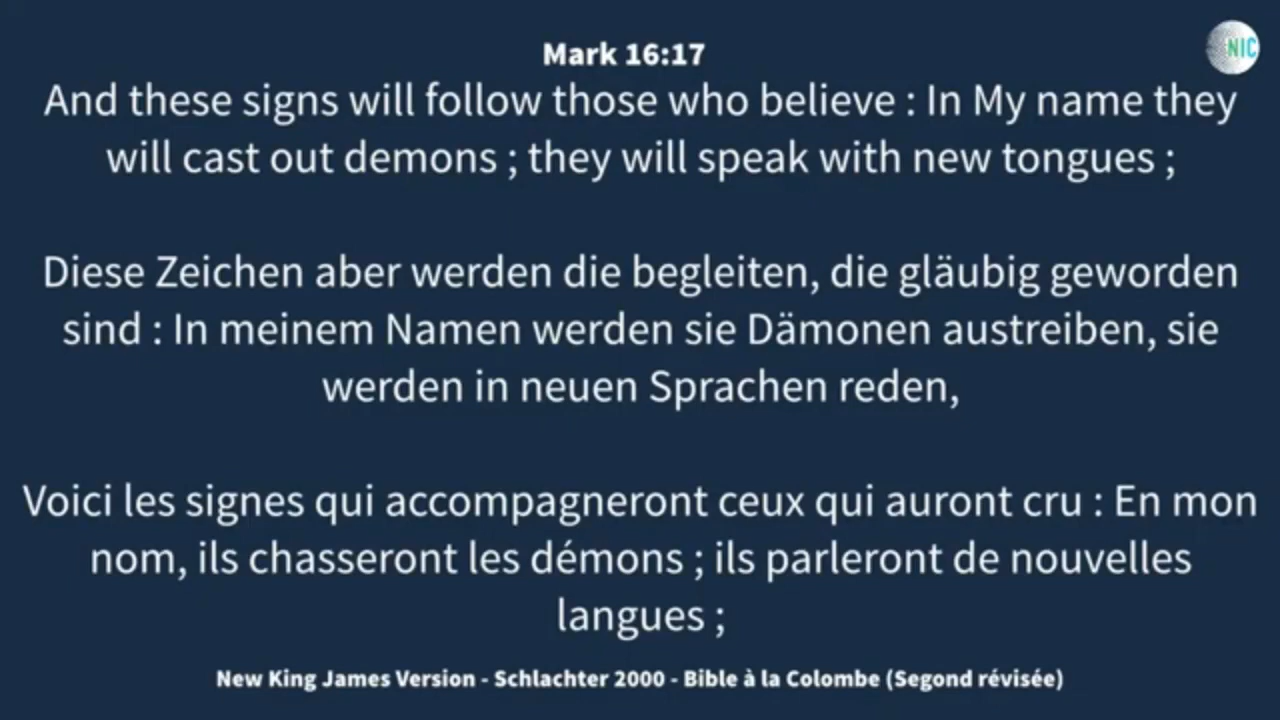 Mark 16:17
NIC
And these signs will follow those who believe : In My name they
will cast out demons ; they will speak with new tongues ;
Diese Zeichen aber werden die begleiten, die gläubig geworden
sind : In meinem Namen werden sie Dämonen austreiben, sie
werden in neuen Sprachen reden,
Voici les signes qui accompagneront ceux qui auront cru : En mon
nom, ils chasseront les démons ; ils parleront de nouvelles
langues ;
New King James Version - Schlachter 2000 - Bible à la Colombe (Segond révisée)